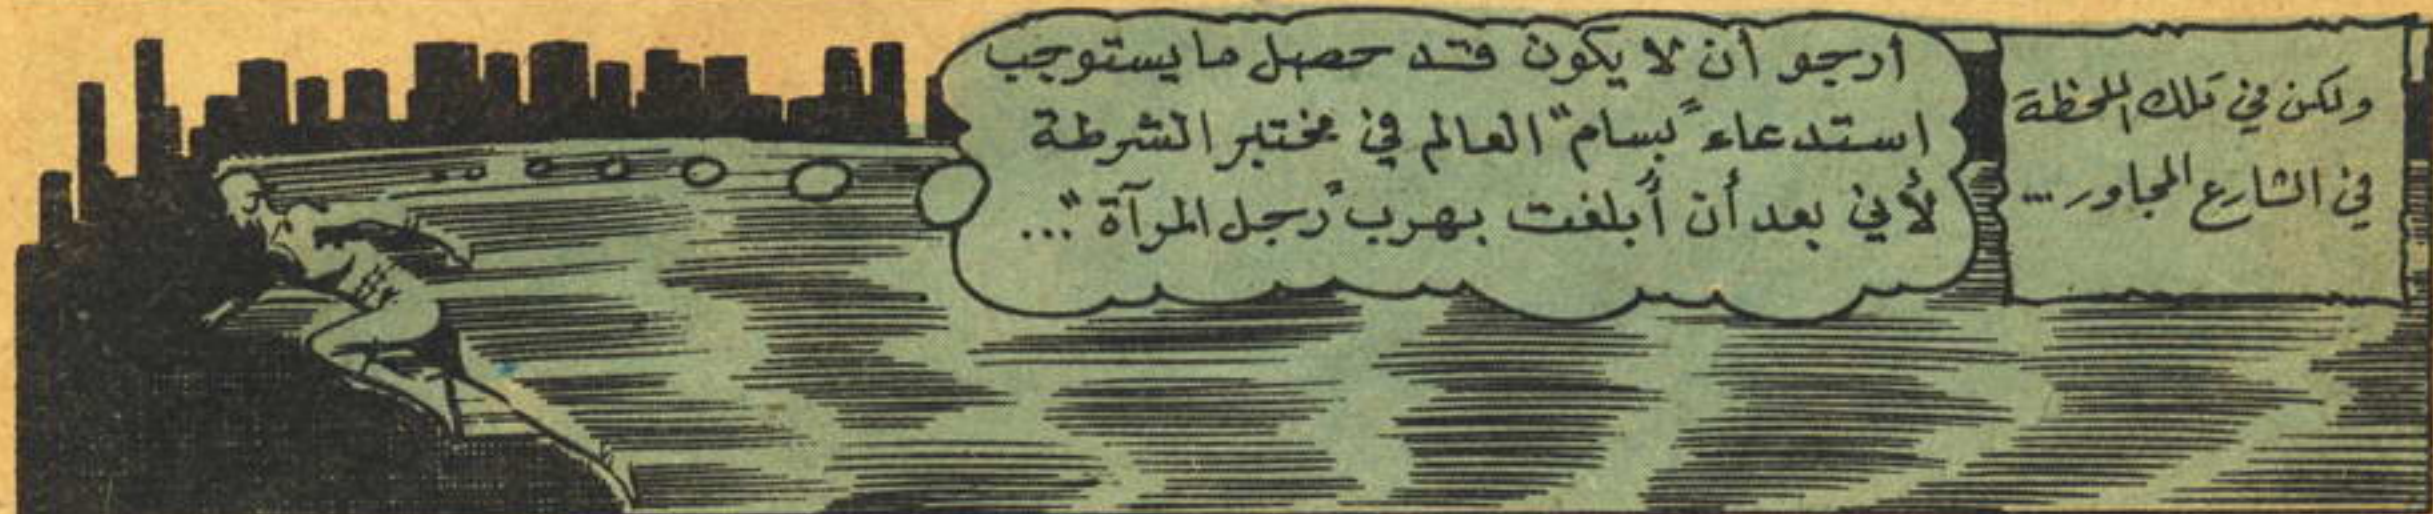 ولكن في تلك اللحظة
في الشارع المجاور...
أرجو أن لا يكون قد حصل ما يستوجب
استدعاء "بسام" العالم في مختبر الشرطة
لأني بعد أن أبلغت بهرب "رجل المرآة"...